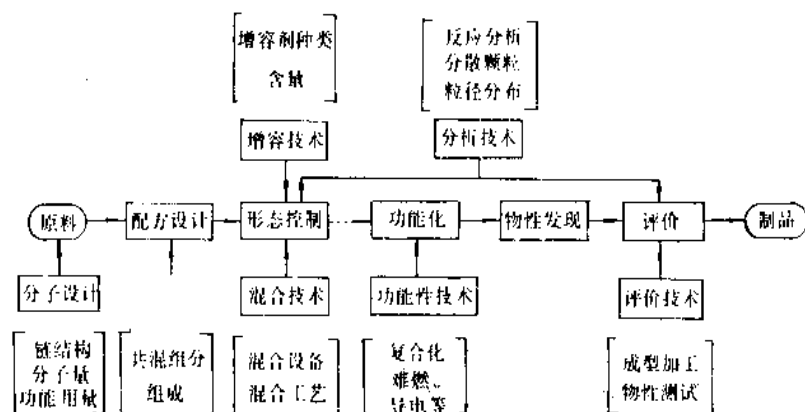 增容剂种类
含量
反应分析
分散颗粒
粒径分布
增容技术
分析技术
原料
配方设计
形态控制
功能化
物性发现
评价
制品
分子设计
混合技术
功能性技术
评价技术
链结构
分子量
功能用量
共混组分
组成
混合设备
混合工艺
复合化
难燃、
导电等
成型加工
物性测试